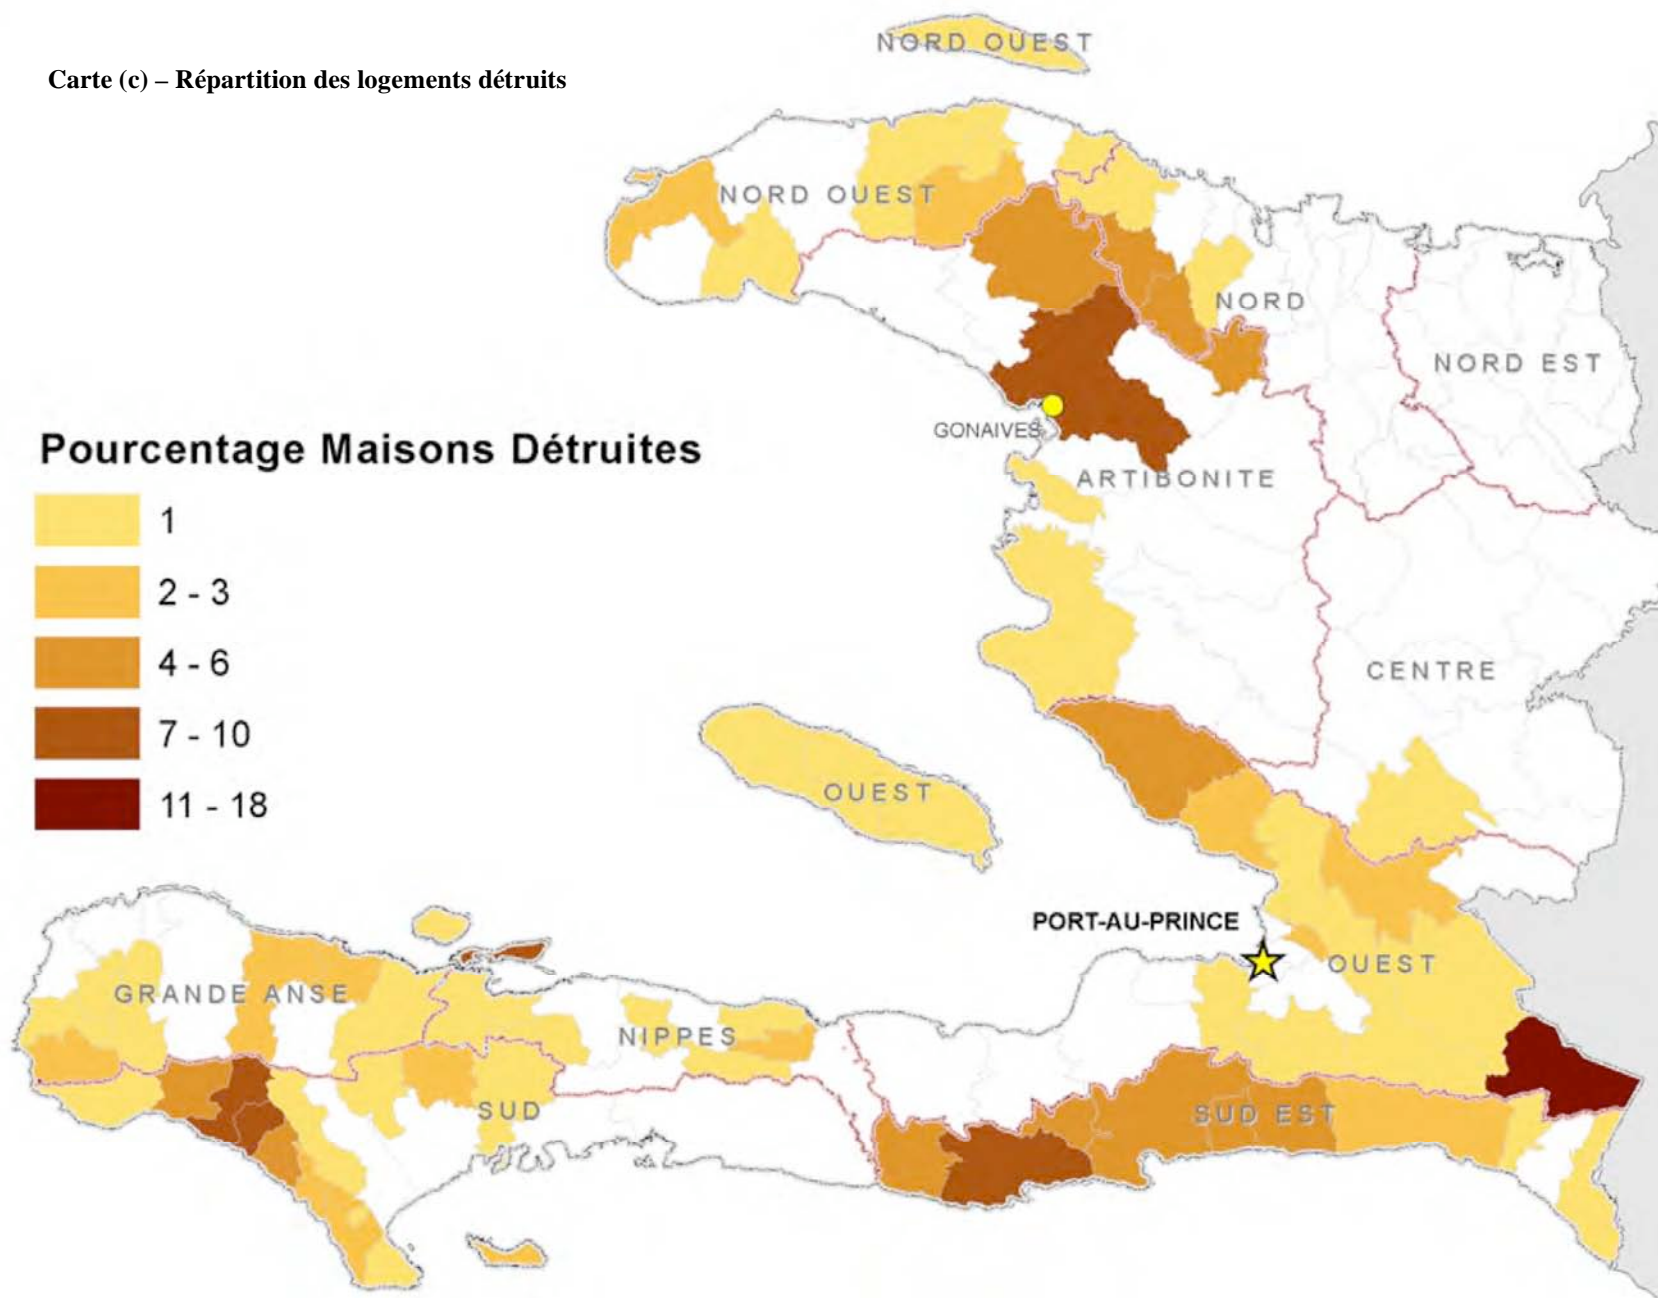 NORD OUEST
Carte (c) – Répartition des logements détruits
NORD OUEST
NORD
NORD EST
GONAIVES
ARTIBONITE
Pourcentage Maisons Détruites
1
2 - 3
4 - 6
7 - 10
11 - 18
CENTRE
OUEST
PORT-AU-PRINCE
OUEST
GRANDE ANSE
NIPPES
SUD
SUD EST